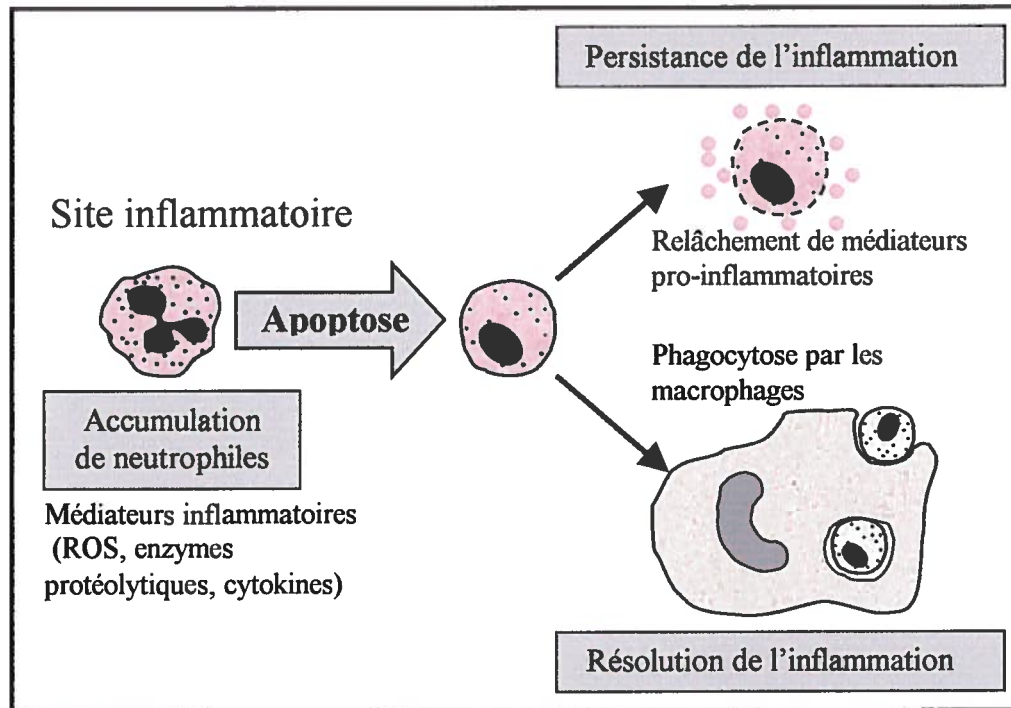 Persistance de l'inflammation
Site inflammatoire
Relâchement de médiateurs
pro-inflammatoires
Apoptose
Phagocytose par les
macrophages
Accumulation
de neutrophiles
Médiateurs inflammatoires
(ROS, enzymes
protéolytiques, cytokines)
Résolution de l'inflammation